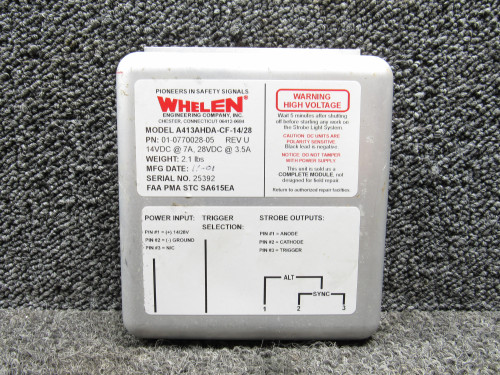 PIONEERS IN SAFETY SIGNALS
WHELEN®
ENGINEERING COMPANY, INC.
CHESTER, CONNECTICUT 06412-0684
MODEL A413AHDA-CF-14/28
PN: 01-0770028-05 REV U
14VDC @ 7A, 28VDC @ 3.5A
WEIGHT: 2.1 lbs
MFG DATE:
SERIAL NO. 25392
FAA PMA STC SA615EA
WARNING
HIGH VOLTAGE
Wait 5 minutes after shutting
off before starting any work on
the Strobe Light System.
CAUTION: DC UNITS ARE
POLARITY SENSITIVE
Black lead is negative.
NOTICE: DO NOT TAMPER
WITH POWER SUPPLY
This unit is sold as a
COMPLETE MODULE, not
designed for field repair.
Return to authorized repair facilities.
POWER INPUT:
PIN #1 = (+) 14/28V
PIN #2 = (-) GROUND
PIN #3 = N/C
TRIGGER
SELECTION:
STROBE OUTPUTS:
PIN #1 = ANODE
PIN #2 = CATHODE
PIN #3 = TRIGGER
ALT
SYNC
1 2 3